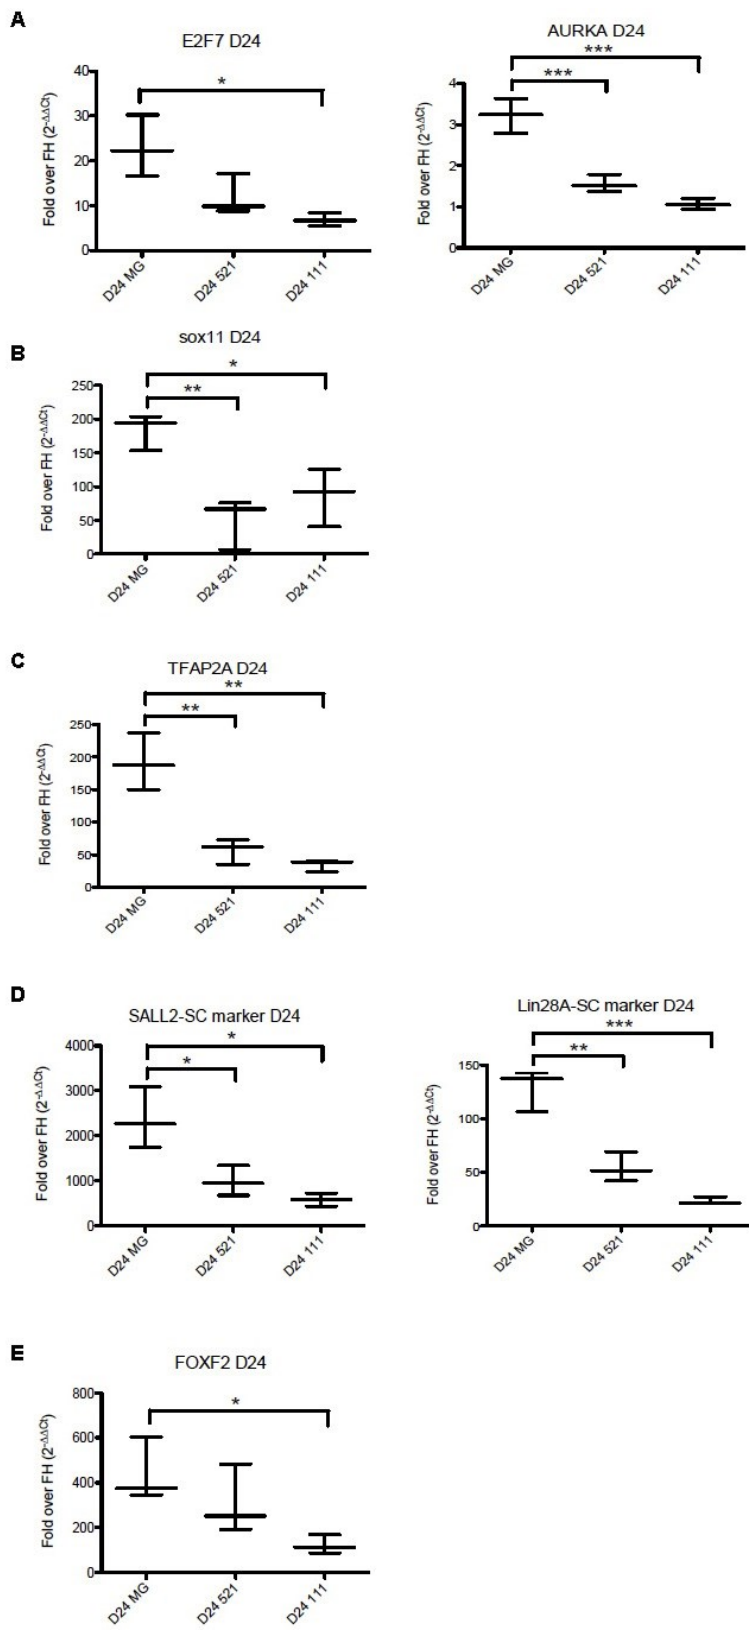 A
E2F7 D24
*
Fold over FH (2-ΔΔCt)
40
30
20
10
0
D24 MG
D24 521
D24 111
AURKA D24
***
***
Fold over FH (2-ΔΔCt)
4
3
2
1
0
D24 MG
D24 521
D24 111
B
sox11 D24
*
**
Fold over FH (2-ΔΔCt)
250
200
150
100
50
0
D24 MG
D24 521
D24 111
C
TFAP2A D24
**
**
Fold over FH (2-ΔΔCt)
250
200
150
100
50
0
D24 MG
D24 521
D24 111
D
SALL2-SC marker D24
*
*
Fold over FH (2-ΔΔCt)
4000
3000
2000
1000
0
D24 MG
D24 521
D24 111
Lin28A-SC marker D24
***
**
Fold over FH (2-ΔΔCt)
150
100
50
0
D24 MG
D24 521
D24 111
E
FOXF2 D24
*
Fold over FH (2-ΔΔCt)
800
600
400
200
0
D24 MG
D24 521
D24 111